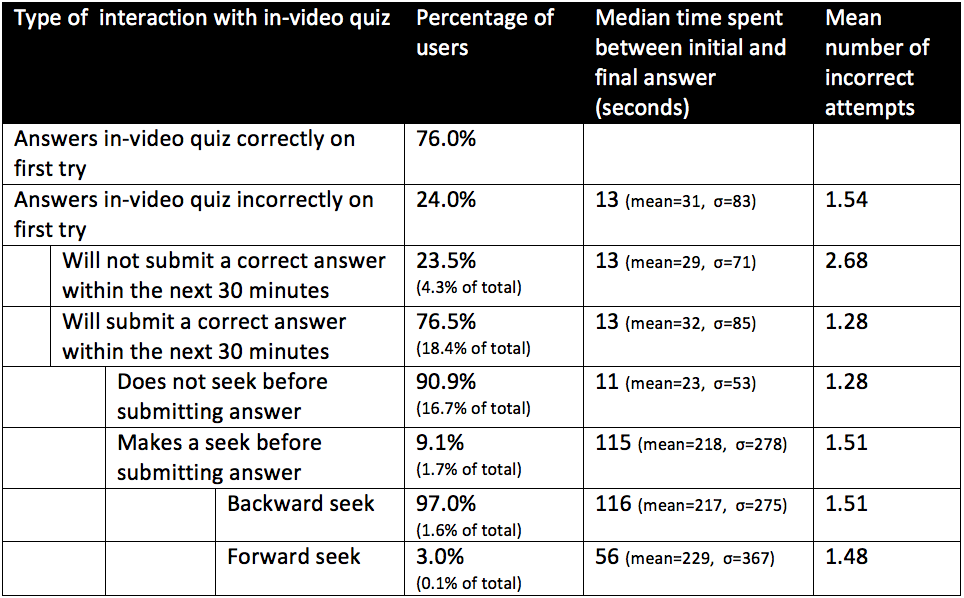 Type of interaction with in-video quiz
Percentage of
users
Median time spent
between initial and
final answer
(seconds)
Mean
number of
incorrect
attempts
Answers in-video quiz correctly on
first try
76.0%
Answers in-video quiz incorrectly on
first try
24.0%
13 (mean=31, σ=83)
1.54
Will not submit a correct answer
within the next 30 minutes
23.5%
(4.3% of total)
13 (mean=29, σ=71)
2.68
Will submit a correct answer
within the next 30 minutes
76.5%
(18.4% of total)
13 (mean=32, σ=85)
1.28
Does not seek before
submitting answer
90.9%
(16.7% of total)
11 (mean=23, σ=53)
1.28
Makes a seek before
submitting answer
9.1%
(1.7% of total)
115 (mean=218, σ=278)
1.51
Backward seek
97.0%
(1.6% of total)
116 (mean=217, σ=275)
1.51
Forward seek
3.0%
(0.1% of total)
56 (mean=229, σ=367)
1.48